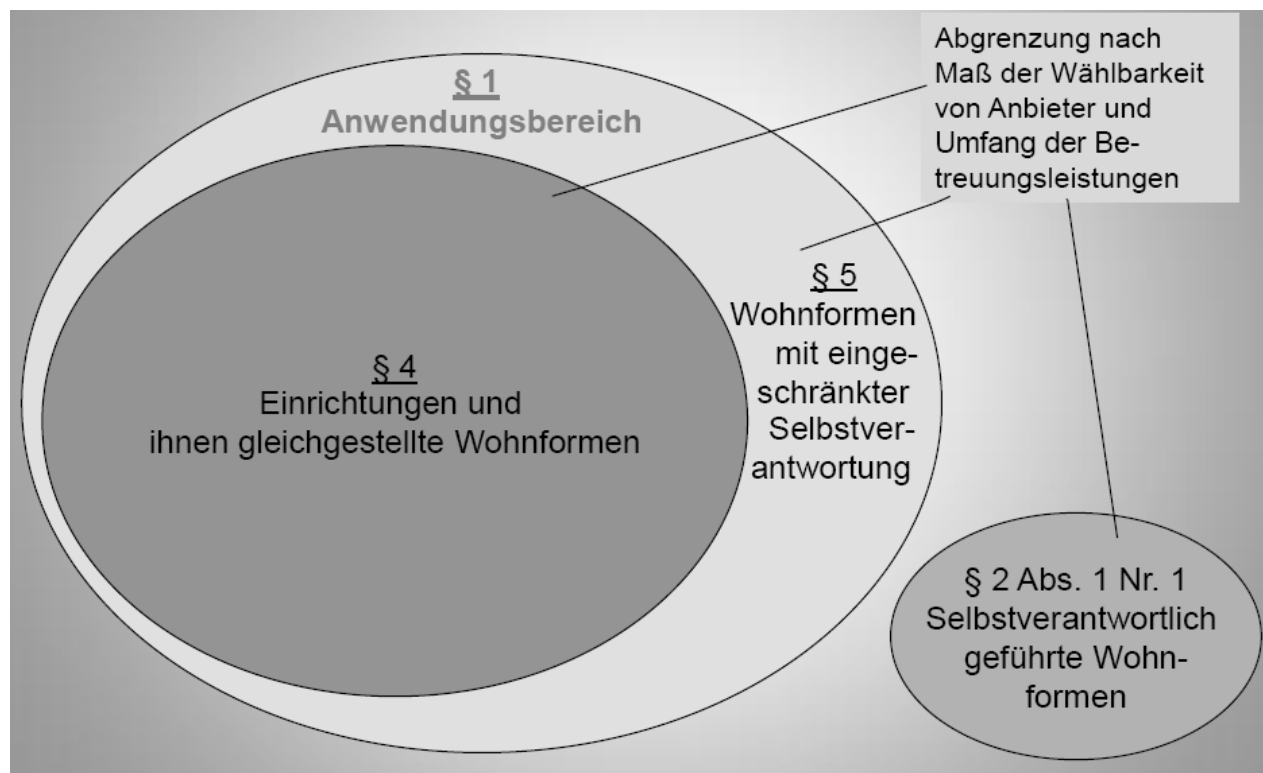 § 1
Anwendungsbereich
Abgrenzung nach
Maß der Wählbarkeit
von Anbieter und
Umfang der Be-
treuungsleistungen
§ 4
Einrichtungen und
ihnen gleichgestellte Wohnformen
§ 5
Wohnformen
mit einge-
schränkter
Selbstver-
antwortung
§ 2 Abs. 1 Nr. 1
Selbstverantwortlich
geführte Wohn-
formen